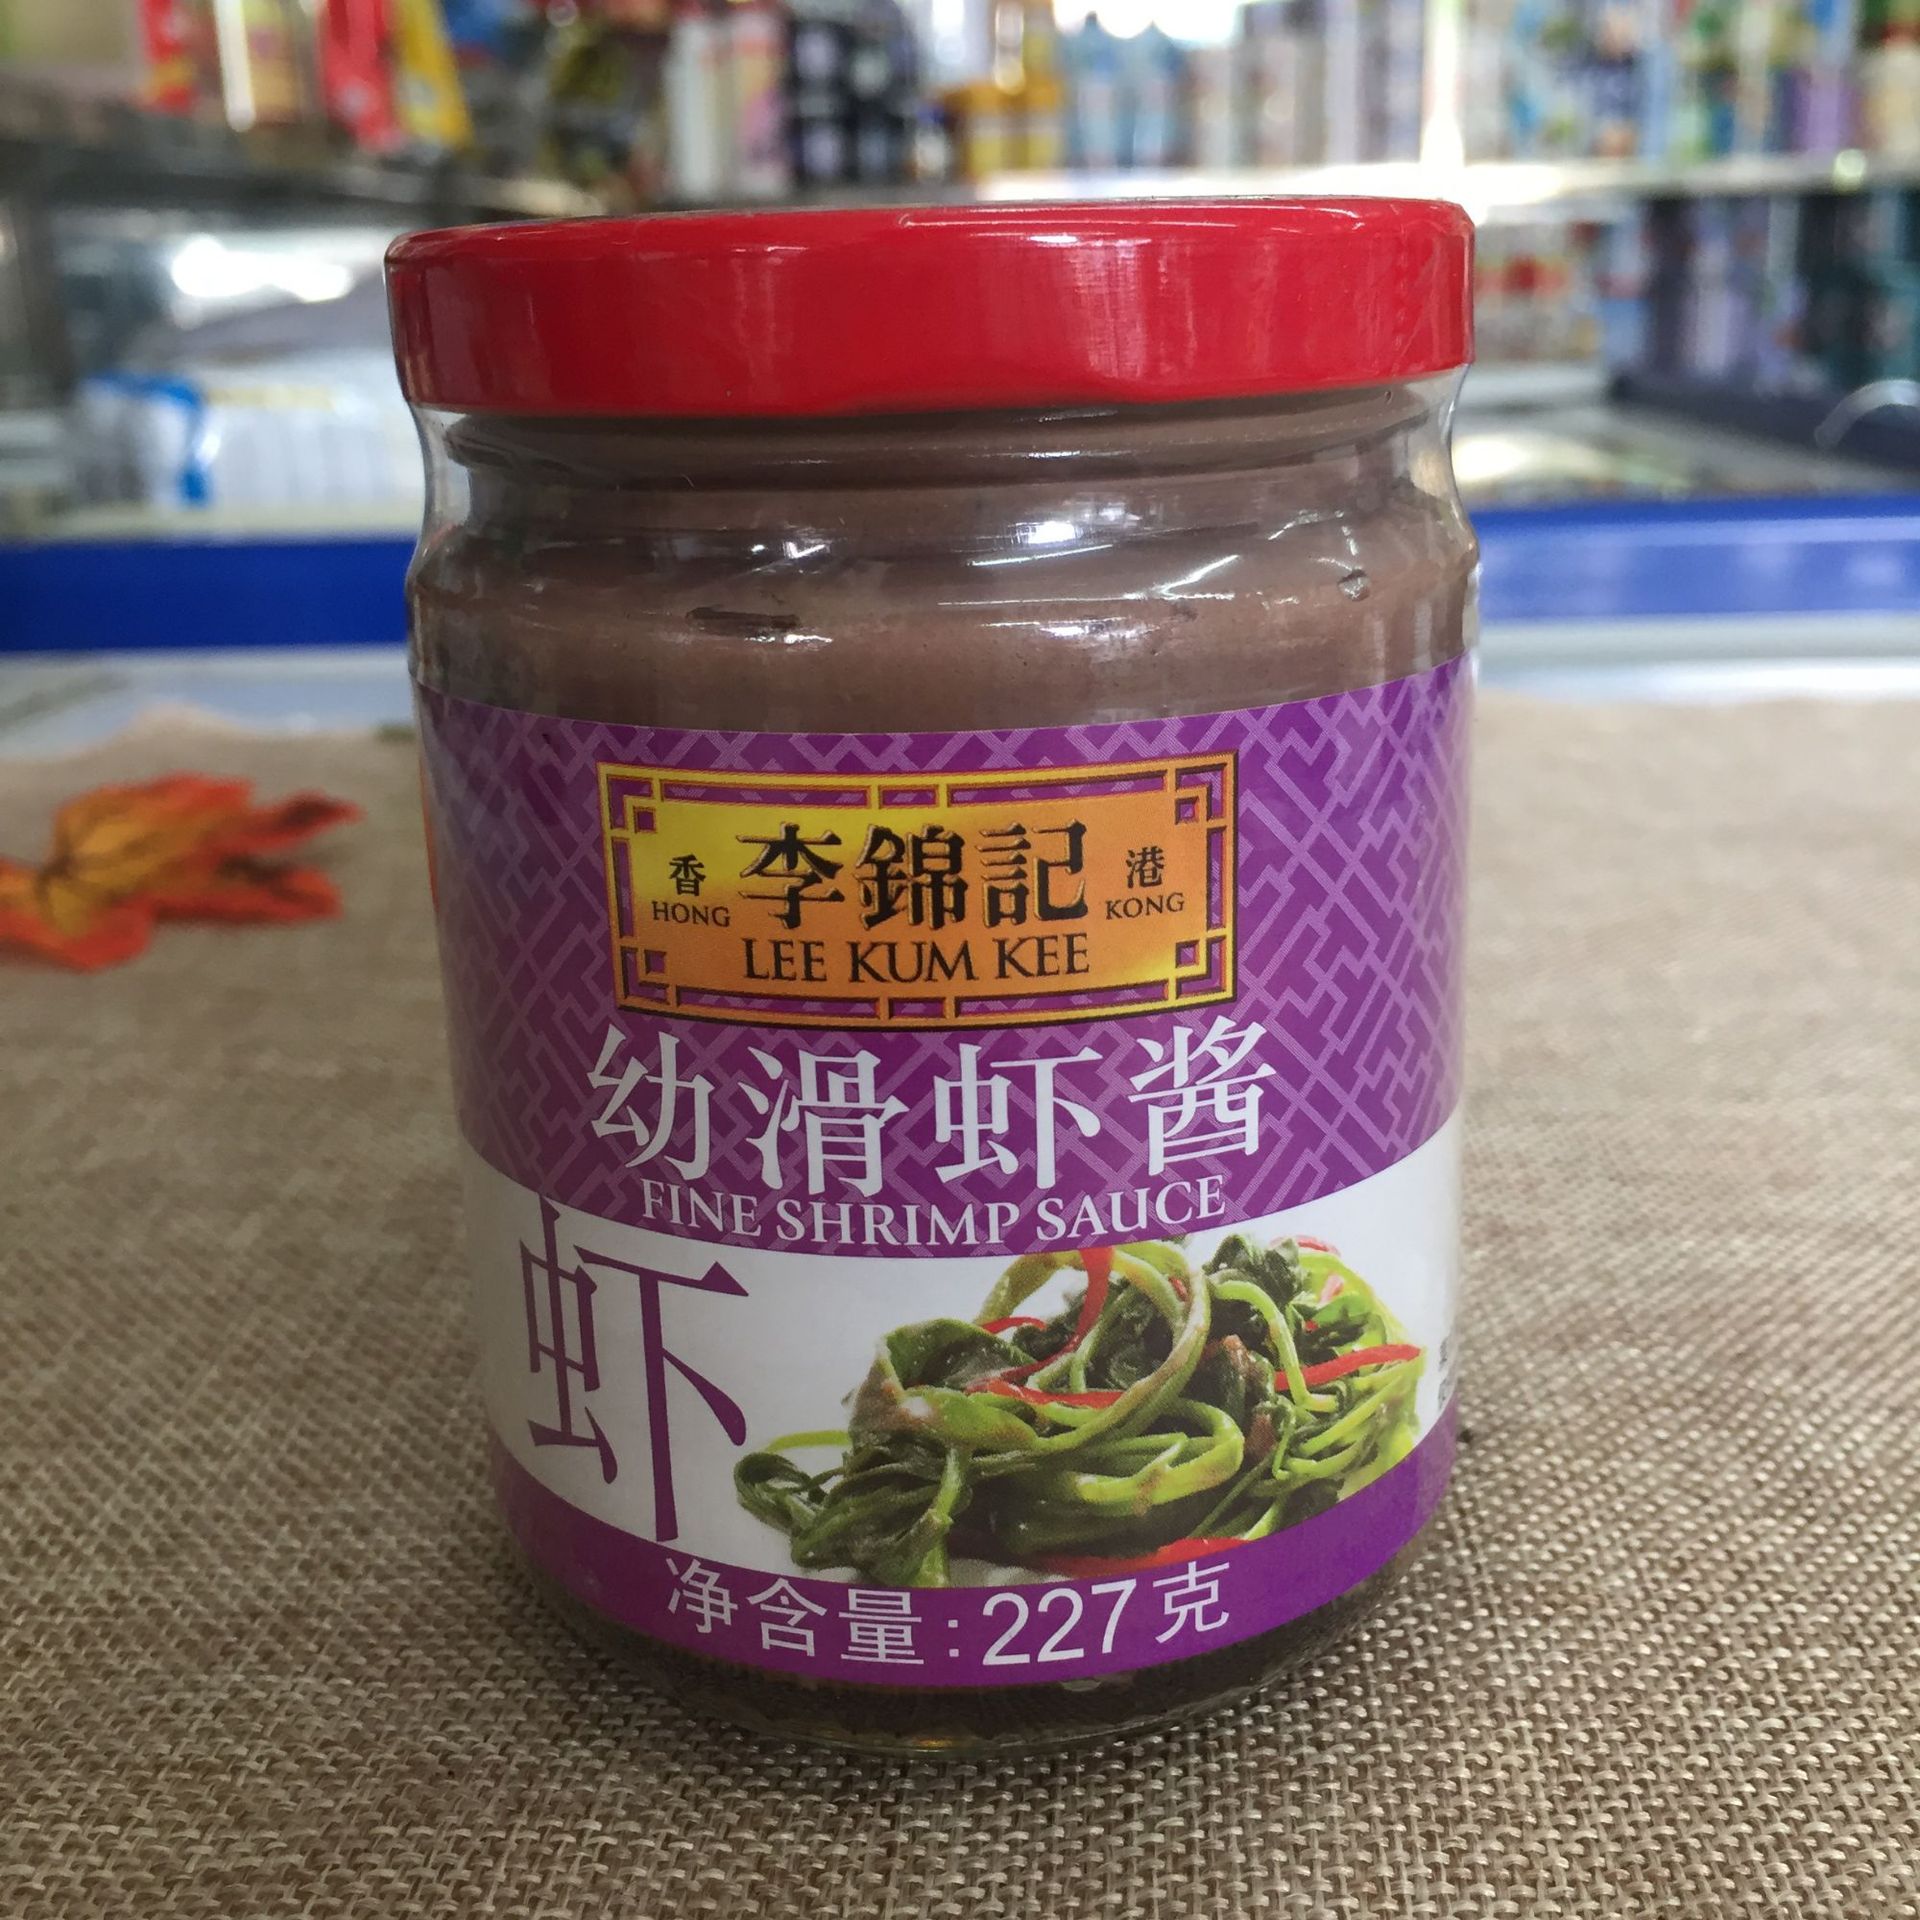 香 李錦記 港
HONG KONG
LEE KUM KEE
幼滑虾酱
FINE SHRIMP SAUCE
虾
净含量:227克